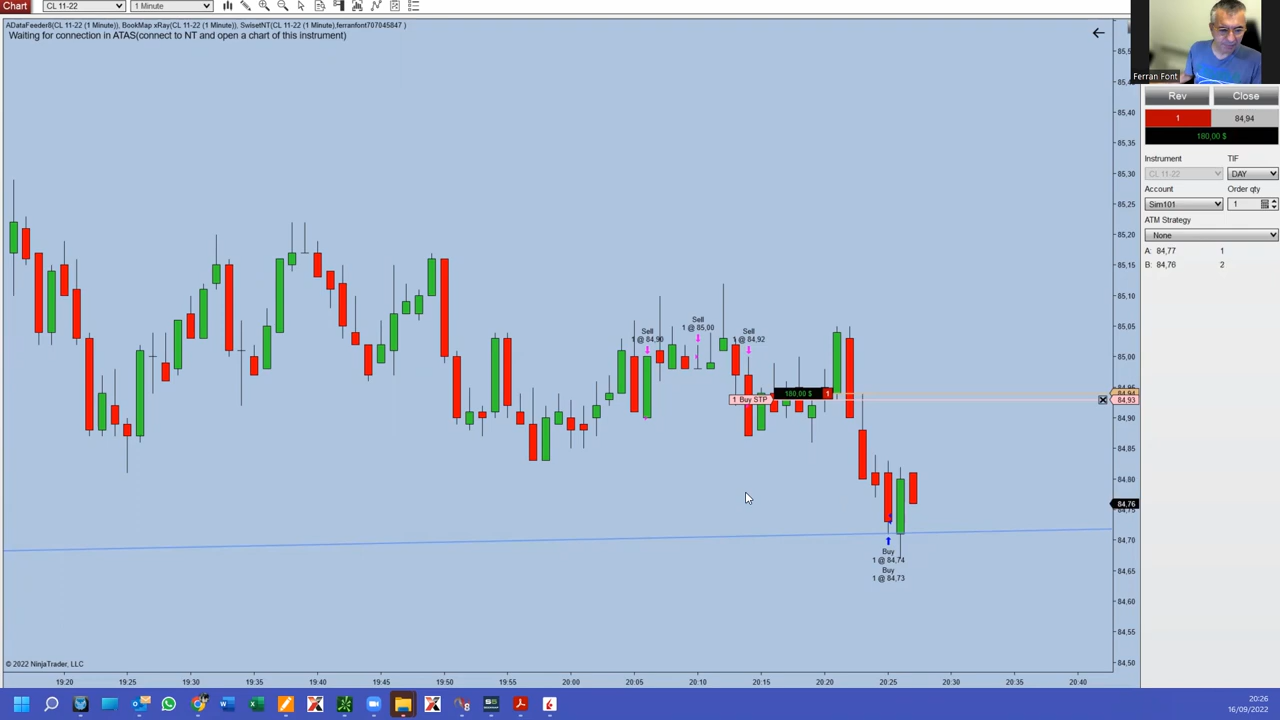 Chart
CL 11-22
1 Minute
ADataFeeder8(CL 11-22 (1 Minute)), BookMap xRay(CL 11-22 (1 Minute)), SwisetNT(CL 11-22 (1 Minute),ferranfont707045847 )
Waiting for connection in ATAS(connect to NT and open a chart of this instrument)
Ferran Font
Rev
Close
1
84,94
180,00 $
Instrument
TIF
CL 11-22
DAY
Account
Order qty
Sim101
1
ATM Strategy
None
A: 84,77 1
B: 84,76 2
85,45
85,40
85,35
85,30
85,25
85,20
85,15
85,10
85,05
85,00
84,94
84,93
84,90
84,85
84,80
84,76
84,70
84,65
84,60
84,55
84,50
Sell
1 @ 84,90
Sell
1 @ 85,00
Sell
1 @ 84,92
1 Buy STP
180,00 $
1
Buy
1 @ 84,74
Buy
1 @ 84,73
© 2022 NinjaTrader, LLC
19:20
19:25
19:30
19:35
19:40
19:45
19:50
19:55
20:00
20:05
20:10
20:15
20:20
20:25
20:30
20:35
20:40
20:26
16/09/2022